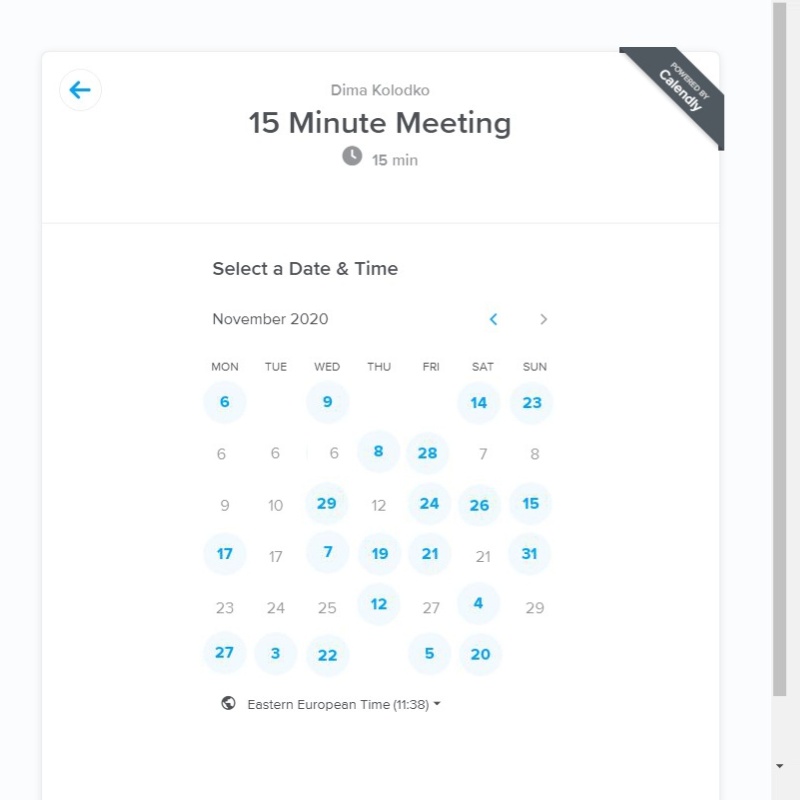 POWERED BY
Calendly
Dima Kolodko
15 Minute Meeting
15 min
Select a Date & Time
November 2020
MON TUE WED THU FRI SAT SUN
6 9 14 23
6 6 6 8 28 7 8
9 10 29 12 24 26 15
17 17 7 19 21 21 31
23 24 25 12 27 4 29
27 3 22 5 20
Eastern European Time (11:38)